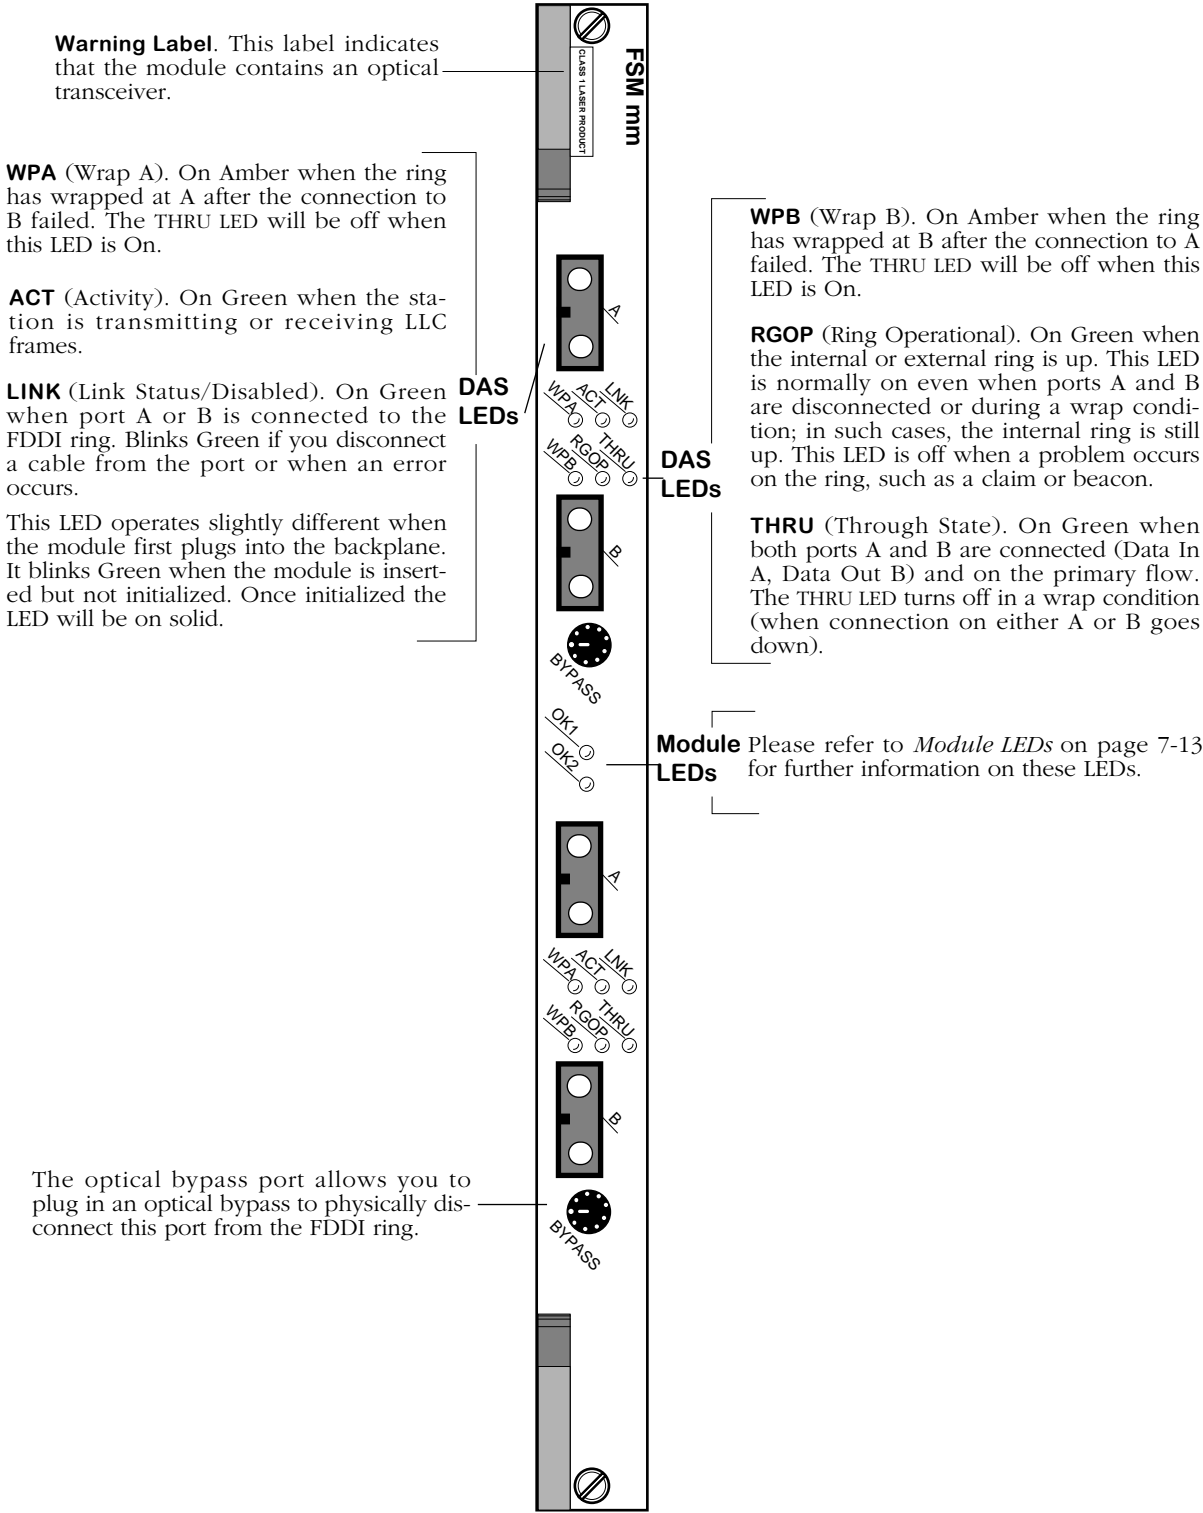 Warning Label. This label indicates
that the module contains an optical
transceiver.
WPA (Wrap A). On Amber when the ring
has wrapped at A after the connection to
B failed. The THRU LED will be off when
this LED is On.
ACT (Activity). On Green when the sta-
tion is transmitting or receiving LLC
frames.
LINK (Link Status/Disabled). On Green
when port A or B is connected to the
FDDI ring. Blinks Green if you disconnect
a cable from the port or when an error
occurs.
This LED operates slightly different when
the module first plugs into the backplane.
It blinks Green when the module is insert-
ed but not initialized. Once initialized the
LED will be on solid.
DAS
LEDs
FSM mm
CLASS 1 LASER PRODUCT
A
WPA ACT LNK
WPB RGOP THRU
B
BYPASS
OK1
OK2
A
WPA ACT LNK
WPB RGOP THRU
B
BYPASS
DAS
LEDs
WPB (Wrap B). On Amber when the ring
has wrapped at B after the connection to A
failed. The THRU LED will be off when this
LED is On.
RGOP (Ring Operational). On Green when
the internal or external ring is up. This LED
is normally on even when ports A and B
are disconnected or during a wrap condi-
tion; in such cases, the internal ring is still
up. This LED is off when a problem occurs
on the ring, such as a claim or beacon.
THRU (Through State). On Green when
both ports A and B are connected (Data In
A, Data Out B) and on the primary flow.
The THRU LED turns off in a wrap condition
(when connection on either A or B goes
down).
Module
LEDs
Please refer to Module LEDs on page 7-13
for further information on these LEDs.
The optical bypass port allows you to
plug in an optical bypass to physically dis-
connect this port from the FDDI ring.